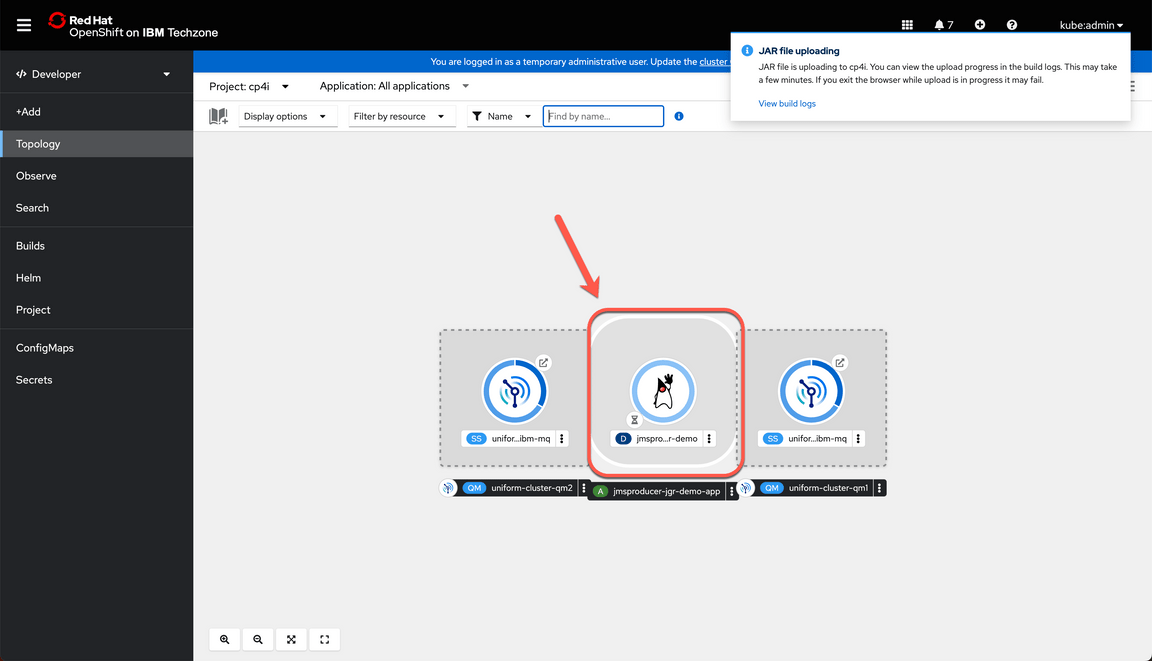 Red Hat
OpenShift on IBM Techzone
7
kube:admin
JAR file uploading
JAR file is uploading to cp4i. You can view the upload progress in the build logs. This may take
a few minutes. If you exit the browser while upload is in progress it may fail.
View build logs
You are logged in as a temporary administrative user. Update the cluster
Developer
+Add
Topology
Observe
Search
Builds
Helm
Project
ConfigMaps
Secrets
Project: cp4i
Application: All applications
Display options
Filter by resource
Name
Find by name...
SS unifor...ibm-mq
D jmspro...r-demo
SS unifor...ibm-mq
QM uniform-cluster-qm2
A jmsproducer-jgr-demo-app
QM uniform-cluster-qm1